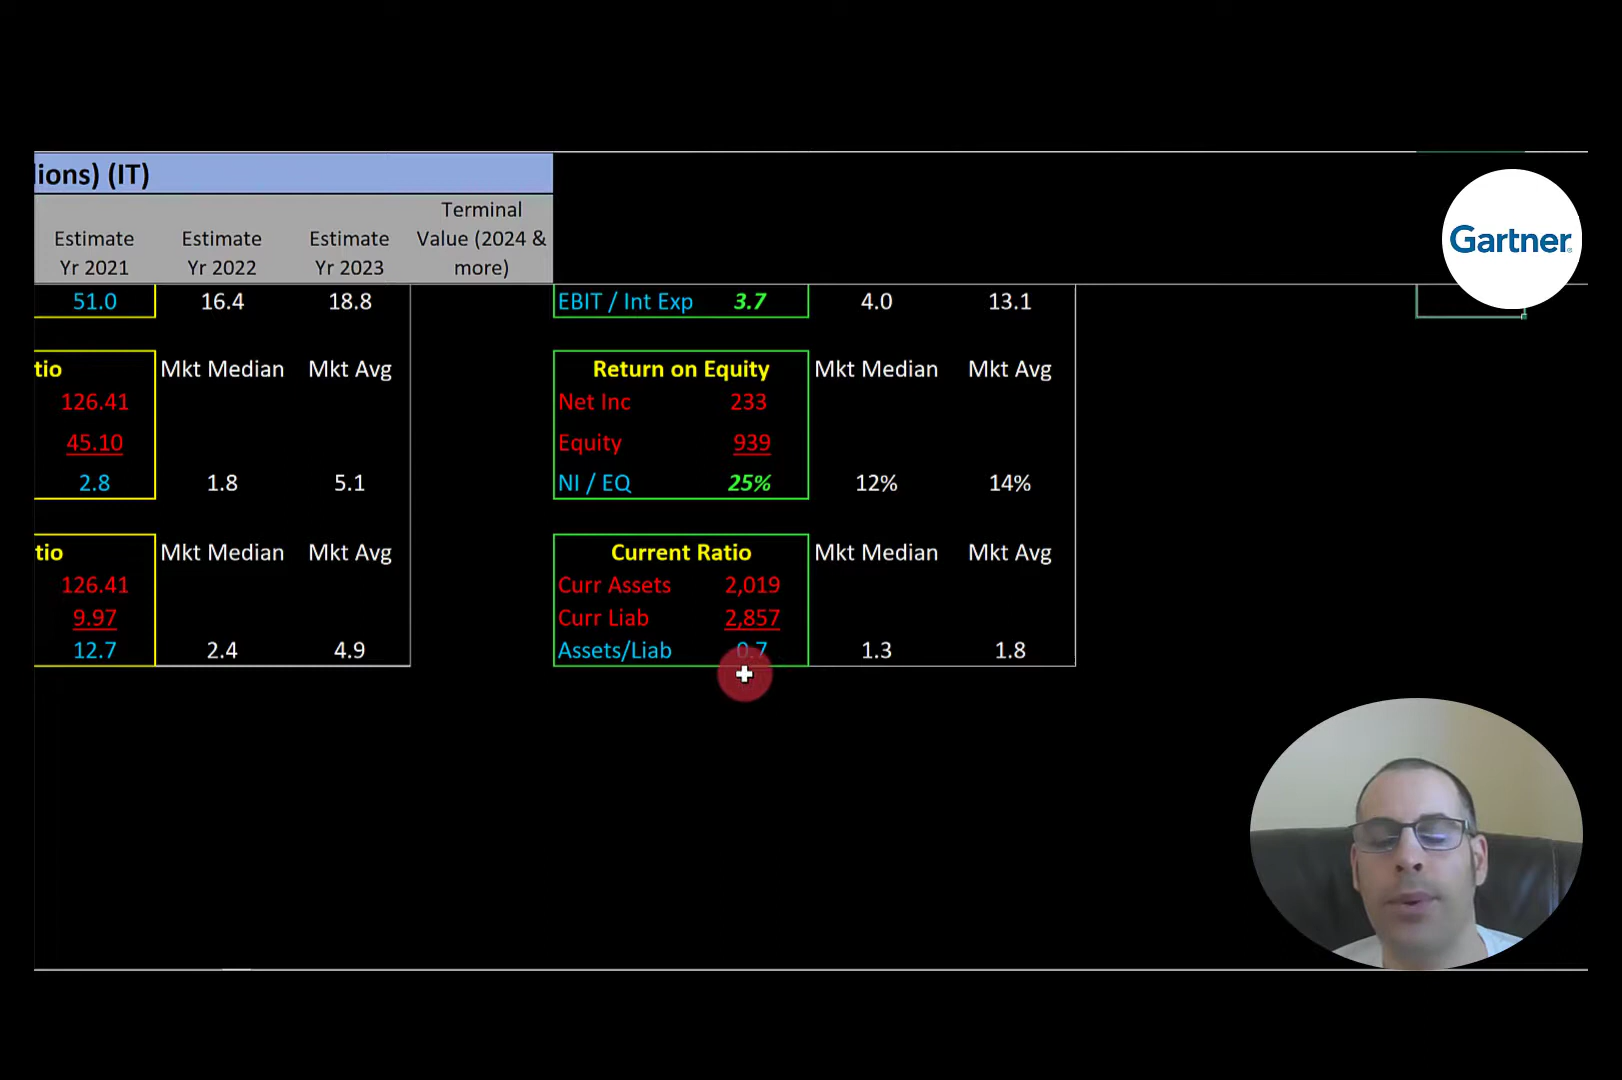 lions) (IT)
Estimate Yr 2021
Estimate Yr 2022
Estimate Yr 2023
Terminal Value (2024 & more)
Gartner
51.0 16.4 18.8
EBIT / Int Exp 3.7 4.0 13.1
tio Mkt Median Mkt Avg
126.41
45.10
2.8 1.8 5.1
Return on Equity Mkt Median Mkt Avg
Net Inc 233
Equity 939
NI / EQ 25% 12% 14%
tio Mkt Median Mkt Avg
126.41
9.97
12.7 2.4 4.9
Current Ratio Mkt Median Mkt Avg
Curr Assets 2,019
Curr Liab 2,857
Assets/Liab 0.7 1.3 1.8